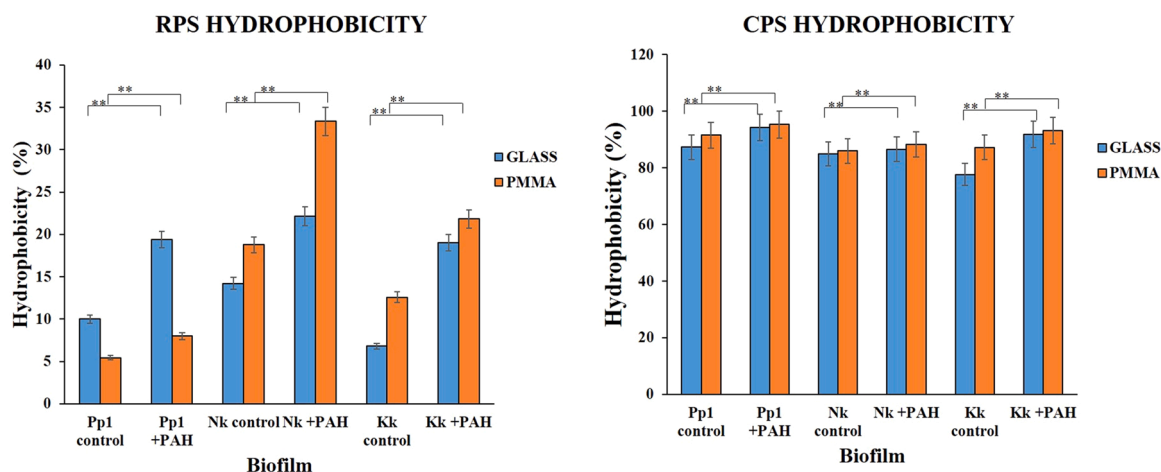 RPS HYDROPHOBICITY
Hydrophobicity (%)
40
35
30
25
20
15
10
5
0
** ** ** ** ** **
GLASS
PMMA
Pp1 control
Pp1 +PAH
Nk control
Nk +PAH
Kk control
Kk +PAH
Biofilm
CPS HYDROPHOBICITY
Hydrophobicity (%)
120
100
80
60
40
20
0
** ** ** ** ** **
GLASS
PMMA
Pp1 control
Pp1 +PAH
Nk control
Nk +PAH
Kk control
Kk +PAH
Biofilm